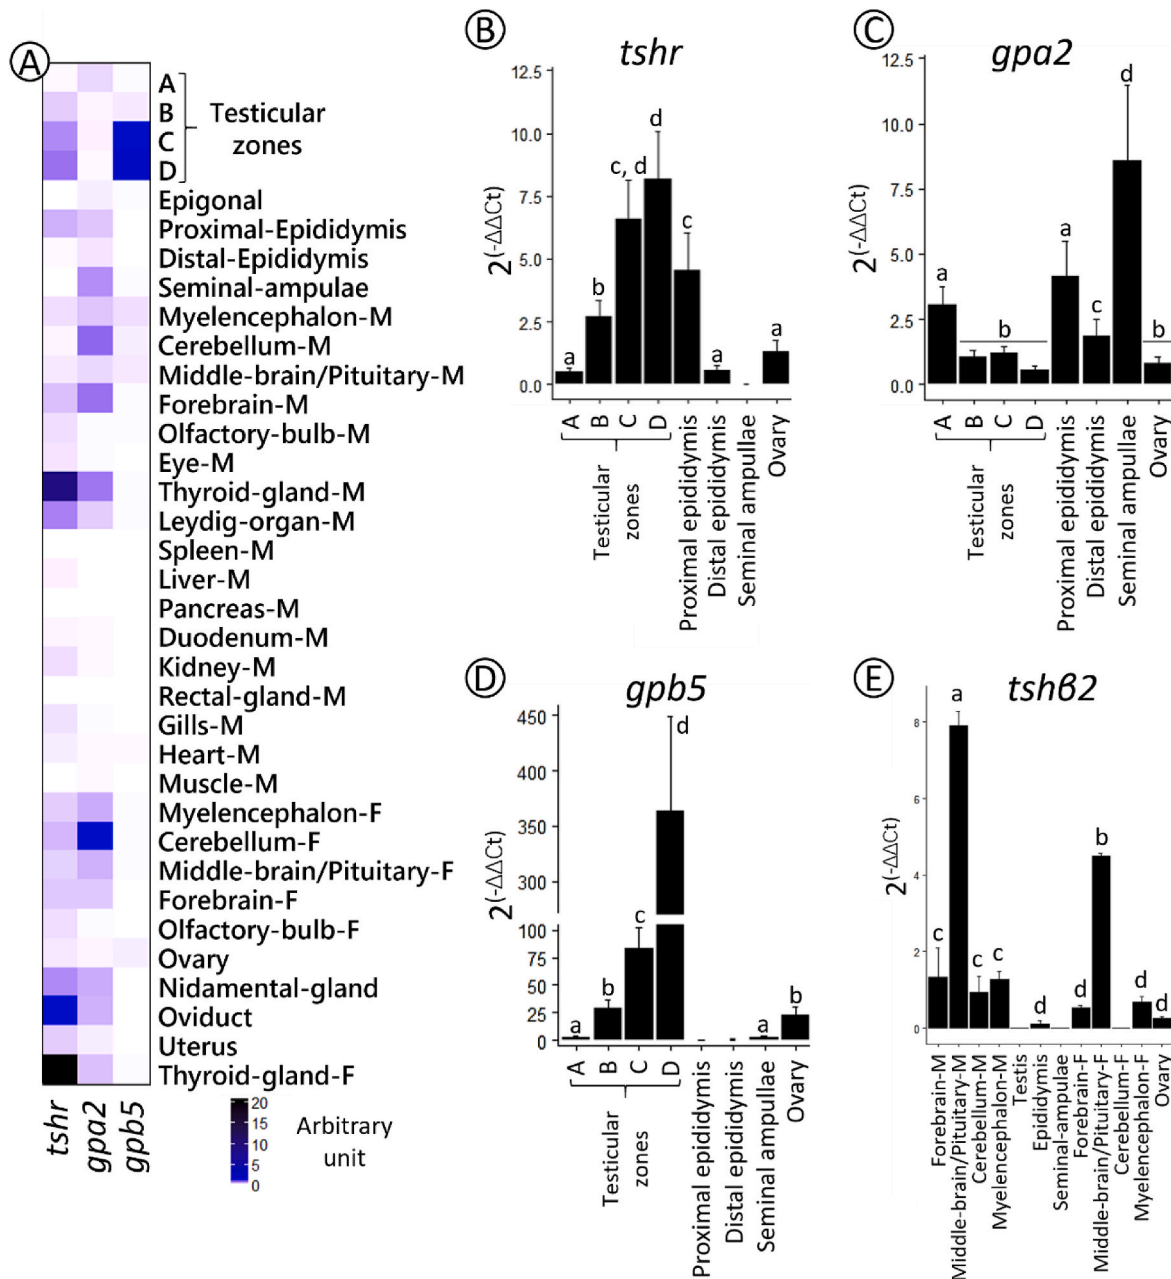 A
A
B
C
D
Testicular
zones
Epigonal
Proximal-Epididymis
Distal-Epididymis
Seminal-ampulae
Myelencephalon-M
Cerebellum-M
Middle-brain/Pituitary-M
Forebrain-M
Olfactory-bulb-M
Eye-M
Thyroid-gland-M
Leydig-organ-M
Spleen-M
Liver-M
Pancreas-M
Duodenum-M
Kidney-M
Rectal-gland-M
Gills-M
Heart-M
Muscle-M
Myelencephalon-F
Cerebellum-F
Middle-brain/Pituitary-F
Forebrain-F
Olfactory-bulb-F
Ovary
Nidamental-gland
Oviduct
Uterus
Thyroid-gland-F
tshr
gpa2
gpb5
20
15
10
5
0
Arbitrary
unit
B
tshr
2(-ΔΔCt)
12.5
10.0
7.5
5.0
2.5
0.0
a
b
c, d
d
c
a
a
A
B
C
D
Testicular
zones
Proximal epididymis
Distal epididymis
Seminal ampullae
Ovary
C
gpa2
2(-ΔΔCt)
12.5
10.0
7.5
5.0
2.5
0.0
a
b
a
c
d
b
A
B
C
D
Testicular
zones
Proximal epididymis
Distal epididymis
Seminal ampullae
Ovary
D
gpb5
2(-ΔΔCt)
450
400
350
300
100
75
50
25
0
a
b
c
d
a
b
A
B
C
D
Testicular
zones
Proximal epididymis
Distal epididymis
Seminal ampullae
Ovary
E
tshβ2
2(-ΔΔCt)
8
6
4
2
0
c
a
c
c
d
d
b
d
d
Forebrain-M
Middle-brain/Pituitary-M
Cerebellum-M
Myelencephalon-M
Testis
Epididymis
Seminal-ampulae
Forebrain-F
Middle-brain/Pituitary-F
Cerebellum-F
Myelencephalon-F
Ovary